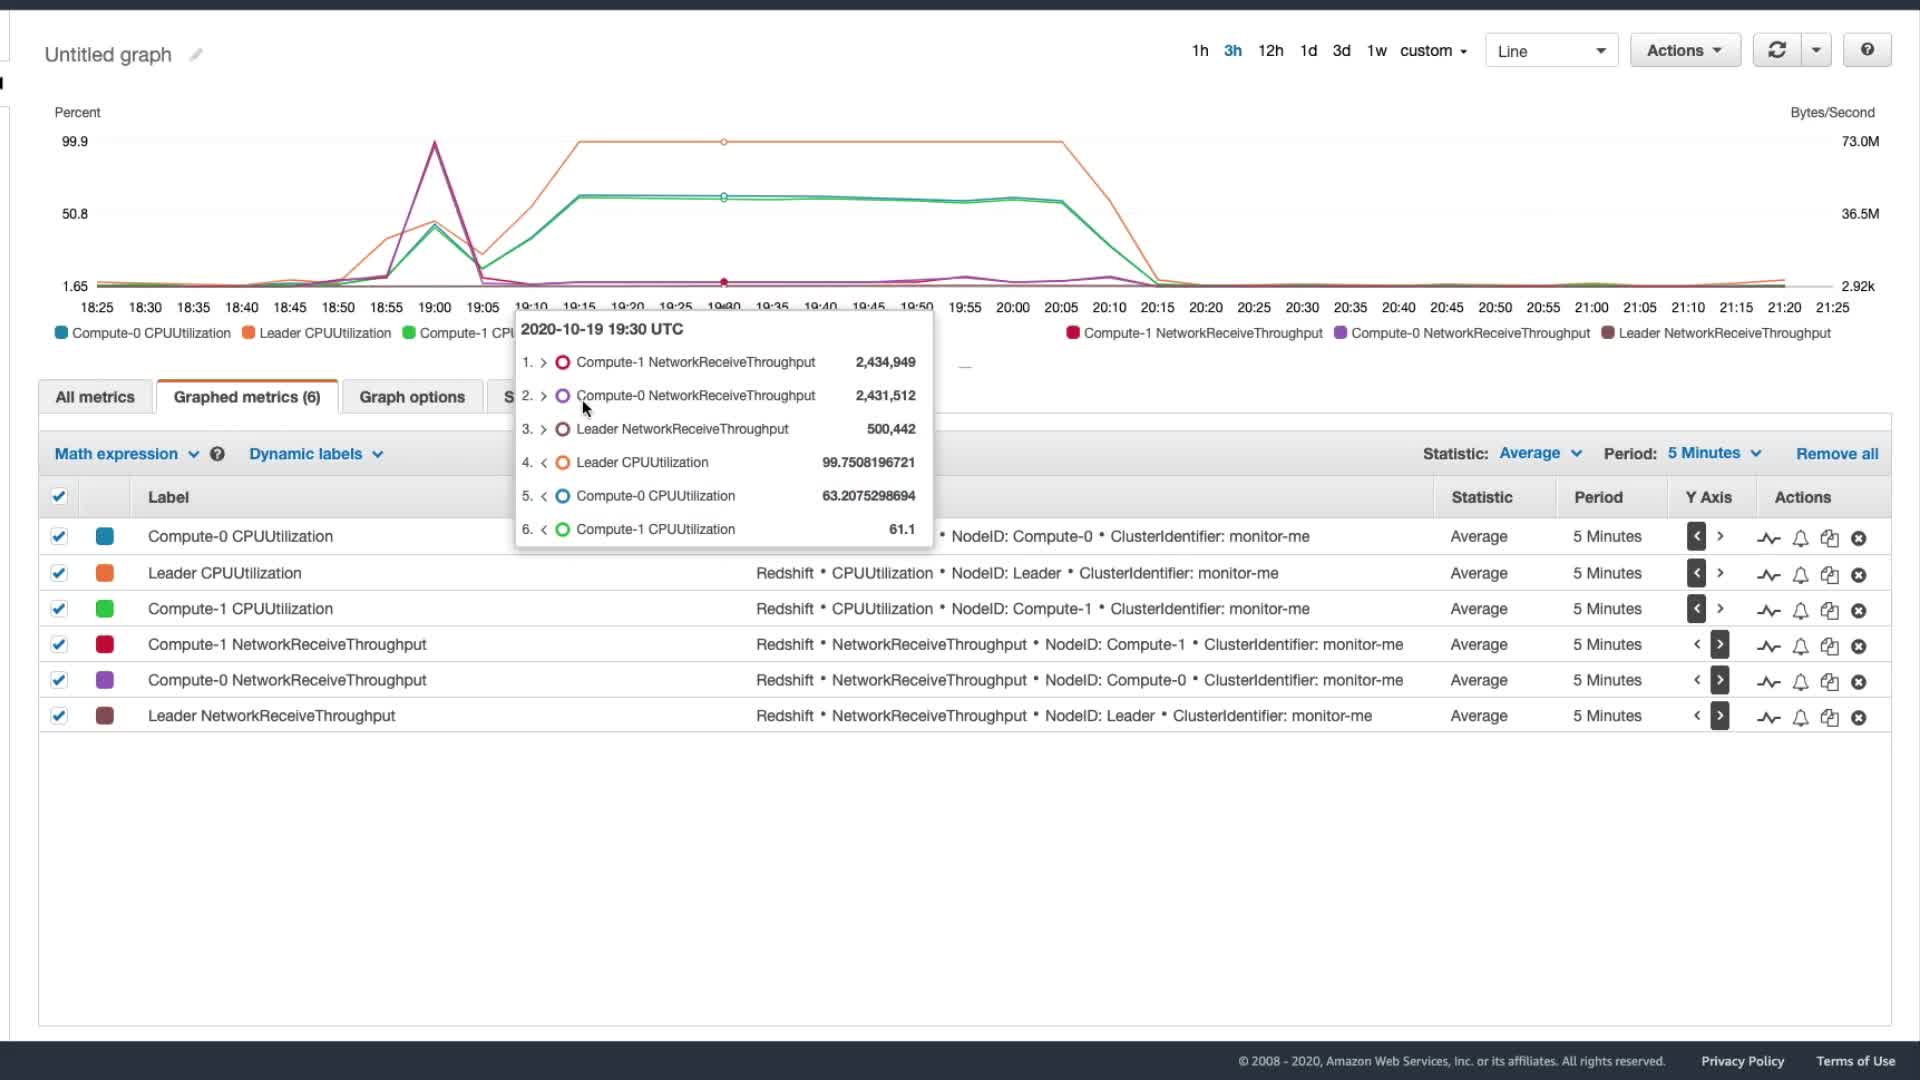 Untitled graph
1h 3h 12h 1d 3d 1w custom Line Actions
Percent Bytes/Second
99.9 73.0M
50.8 36.5M
1.65 2.92k
18:25 18:30 18:35 18:40 18:45 18:50 18:55 19:00 19:05 19:10 19:15 19:20 19:25 19:30 19:35 19:40 19:45 19:50 19:55 20:00 20:05 20:10 20:15 20:20 20:25 20:30 20:35 20:40 20:45 20:50 20:55 21:00 21:05 21:10 21:15 21:20 21:25
Compute-0 CPUUtilization Leader CPUUtilization Compute-1 CPU Compute-1 NetworkReceiveThroughput Compute-0 NetworkReceiveThroughput Leader NetworkReceiveThroughput
2020-10-19 19:30 UTC
1. > Compute-1 NetworkReceiveThroughput 2,434,949
2. > Compute-0 NetworkReceiveThroughput 2,431,512
3. > Leader NetworkReceiveThroughput 500,442
4. < Leader CPUUtilization 99.7508196721
5. < Compute-0 CPUUtilization 63.2075298694
6. < Compute-1 CPUUtilization 61.1
All metrics Graphed metrics (6) Graph options S
Math expression ? Dynamic labels Statistic: Average Period: 5 Minutes Remove all
Label Statistic Period Y Axis Actions
Compute-0 CPUUtilization • NodeID: Compute-0 • ClusterIdentifier: monitor-me Average 5 Minutes < >
Leader CPUUtilization Redshift • CPUUtilization • NodeID: Leader • ClusterIdentifier: monitor-me Average 5 Minutes < >
Compute-1 CPUUtilization Redshift • CPUUtilization • NodeID: Compute-1 • ClusterIdentifier: monitor-me Average 5 Minutes < >
Compute-1 NetworkReceiveThroughput Redshift • NetworkReceiveThroughput • NodeID: Compute-1 • ClusterIdentifier: monitor-me Average 5 Minutes < >
Compute-0 NetworkReceiveThroughput Redshift • NetworkReceiveThroughput • NodeID: Compute-0 • ClusterIdentifier: monitor-me Average 5 Minutes < >
Leader NetworkReceiveThroughput Redshift • NetworkReceiveThroughput • NodeID: Leader • ClusterIdentifier: monitor-me Average 5 Minutes < >
© 2008 - 2020, Amazon Web Services, Inc. or its affiliates. All rights reserved. Privacy Policy Terms of Use